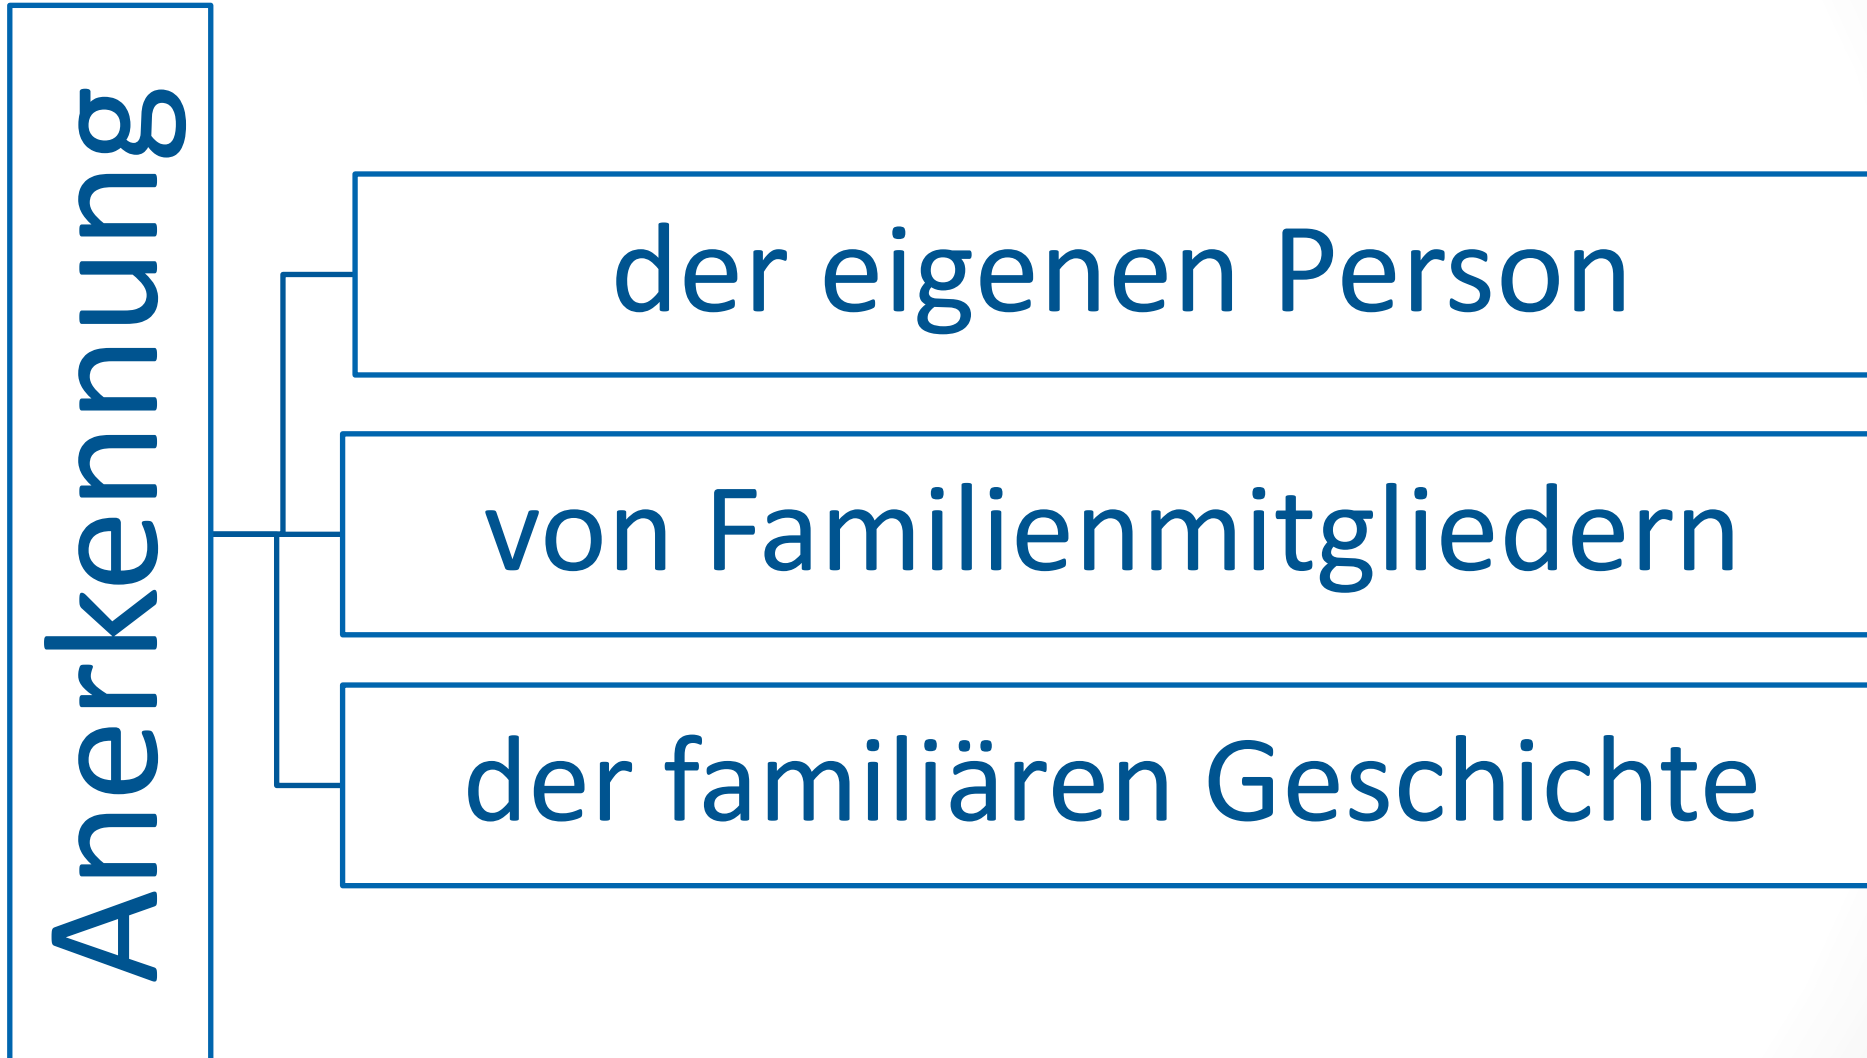 Anerkennung
der eigenen Person
von Familienmitgliedern
der familiären Geschichte